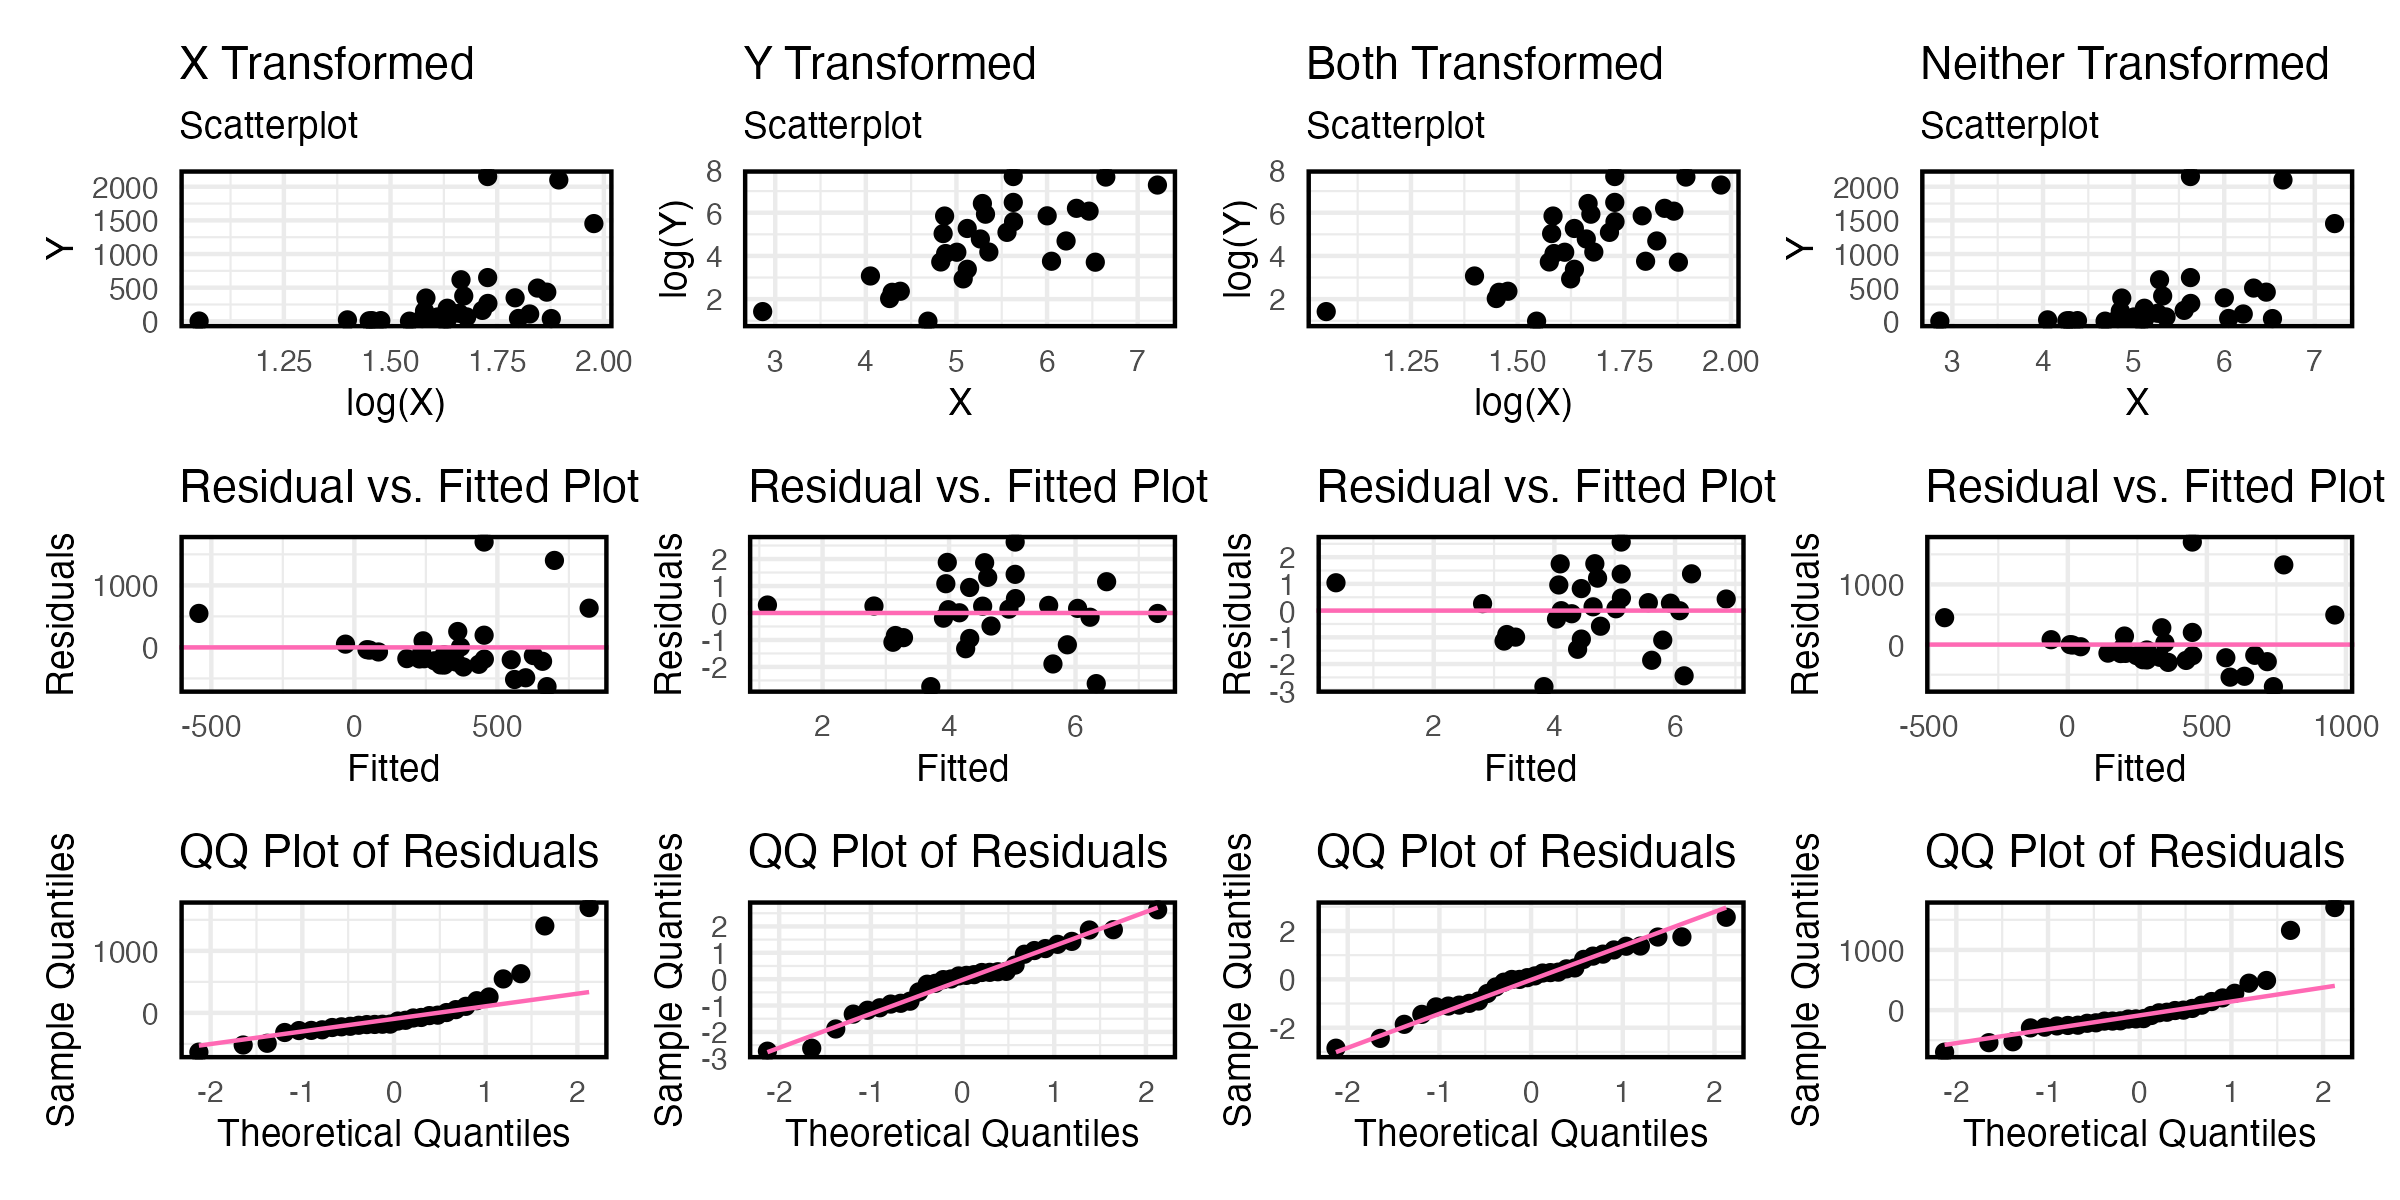 X Transformed
Scatterplot
Y
2000
1500
1000
500
0
1.25 1.50 1.75 2.00
log(X)
Y Transformed
Scatterplot
log(Y)
8
6
4
2
3 4 5 6 7
X
Both Transformed
Scatterplot
log(Y)
8
6
4
2
1.25 1.50 1.75 2.00
log(X)
Neither Transformed
Scatterplot
Y
2000
1500
1000
500
0
3 4 5 6 7
X
Residual vs. Fitted Plot
Residuals
1000
0
-500 0 500
Fitted
Residual vs. Fitted Plot
Residuals
2
1
0
-1
-2
2 4 6
Fitted
Residual vs. Fitted Plot
Residuals
2
1
0
-1
-2
-3
2 4 6
Fitted
Residual vs. Fitted Plot
Residuals
1000
0
-500 0 500 1000
Fitted
QQ Plot of Residuals
Sample Quantiles
1000
0
-2 -1 0 1 2
Theoretical Quantiles
QQ Plot of Residuals
Sample Quantiles
2
1
0
-1
-2
-3
-2 -1 0 1 2
Theoretical Quantiles
QQ Plot of Residuals
Sample Quantiles
2
0
-2
-2 -1 0 1 2
Theoretical Quantiles
QQ Plot of Residuals
Sample Quantiles
1000
0
-2 -1 0 1 2
Theoretical Quantiles